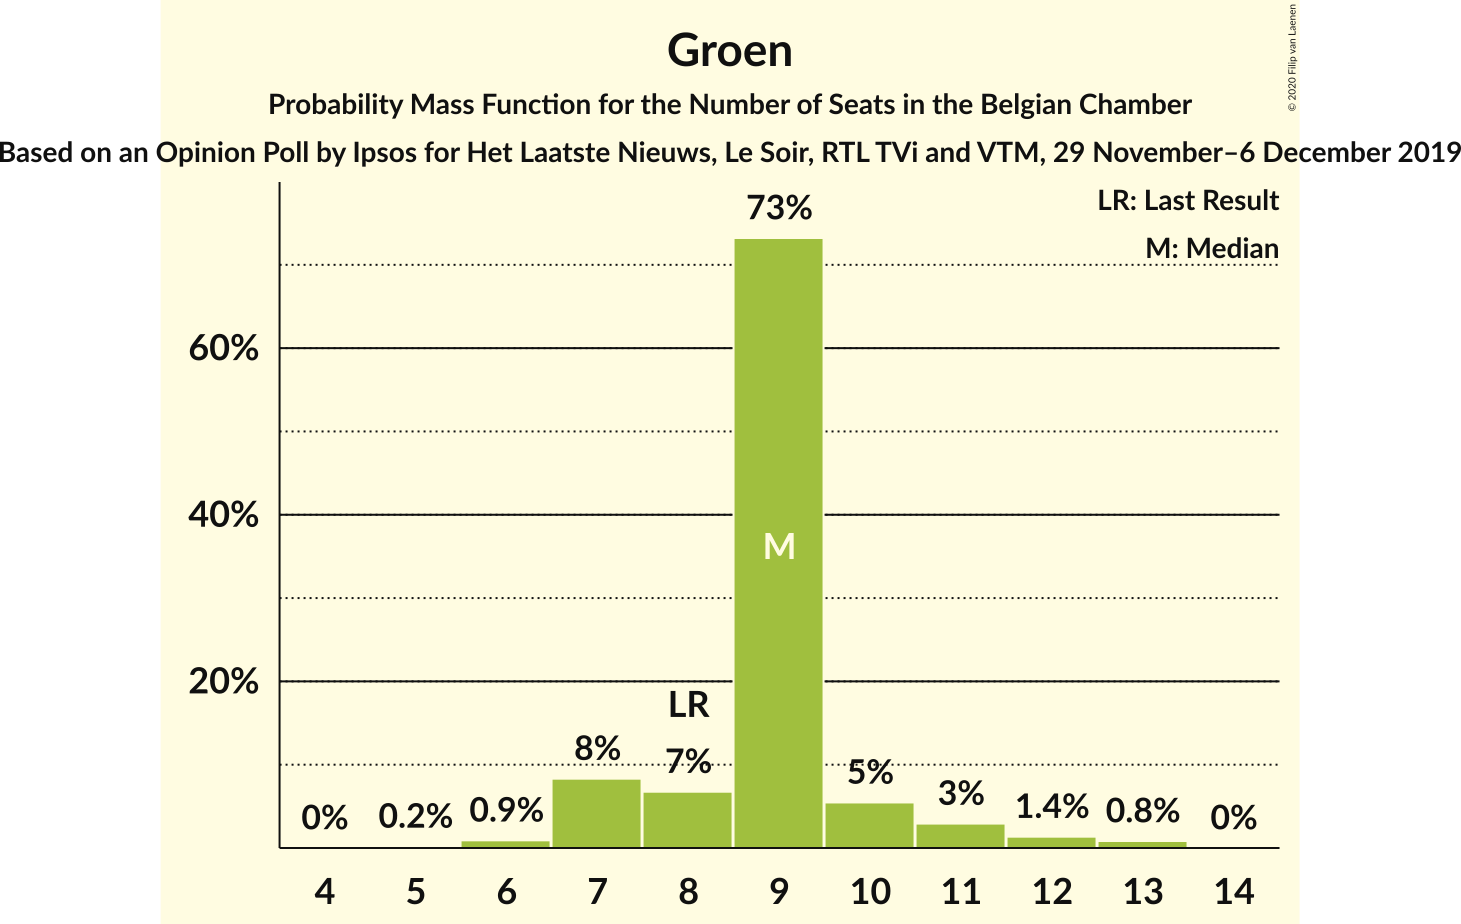 Groen
Probability Mass Function for the Number of Seats in the Belgian Chamber
Based on an Opinion Poll by Ipsos for Het Laatste Nieuws, Le Soir, RTL TVi and VTM, 29 November–6 December 2019
© 2020 Filip van Laenen
LR: Last Result
M: Median
73%
60%
40%
M
20%
LR
8%
7%
5%
3%
0%
0.2%
0.9%
1.4%
0.8%
0%
4 5 6 7 8 9 10 11 12 13 14